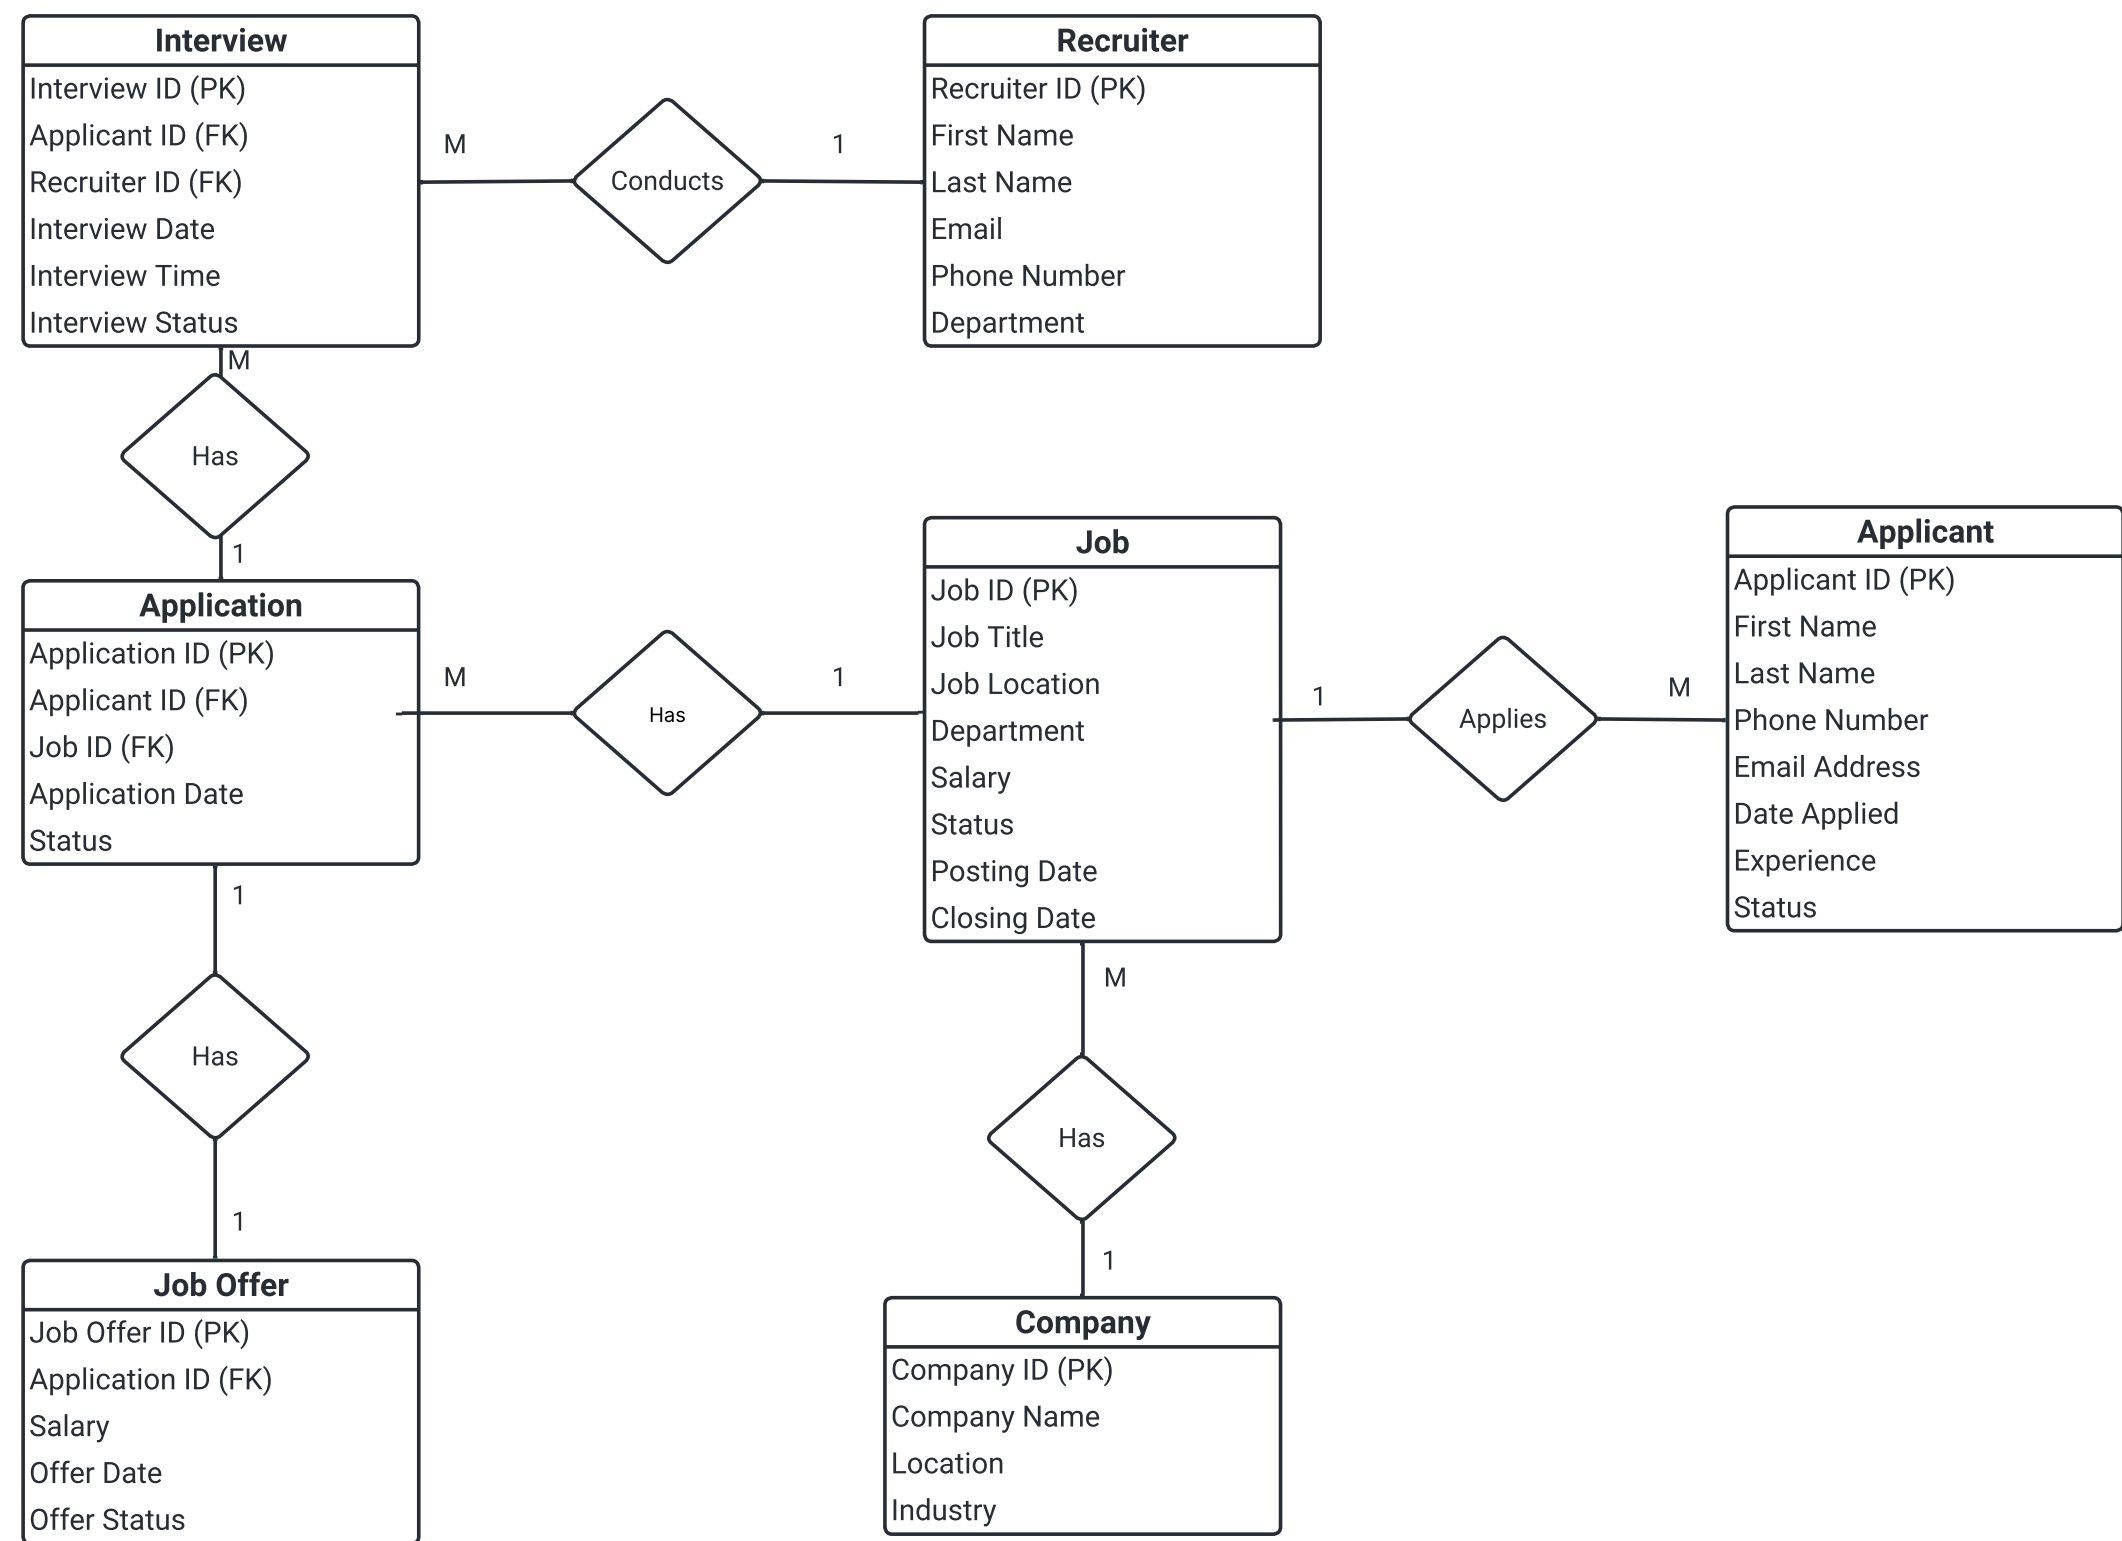 Interview
Interview ID (PK)
Applicant ID (FK)
Recruiter ID (FK)
Interview Date
Interview Time
Interview Status
M
Conducts
1
Recruiter
Recruiter ID (PK)
First Name
Last Name
Email
Phone Number
Department
M
Has
1
Application
Application ID (PK)
Applicant ID (FK)
Job ID (FK)
Application Date
Status
M
Has
1
Job
Job ID (PK)
Job Title
Job Location
Department
Salary
Status
Posting Date
Closing Date
1
Applies
M
Applicant
Applicant ID (PK)
First Name
Last Name
Phone Number
Email Address
Date Applied
Experience
Status
1
Has
1
Job Offer
Job Offer ID (PK)
Application ID (FK)
Salary
Offer Date
Offer Status
M
Has
1
Company
Company ID (PK)
Company Name
Location
Industry